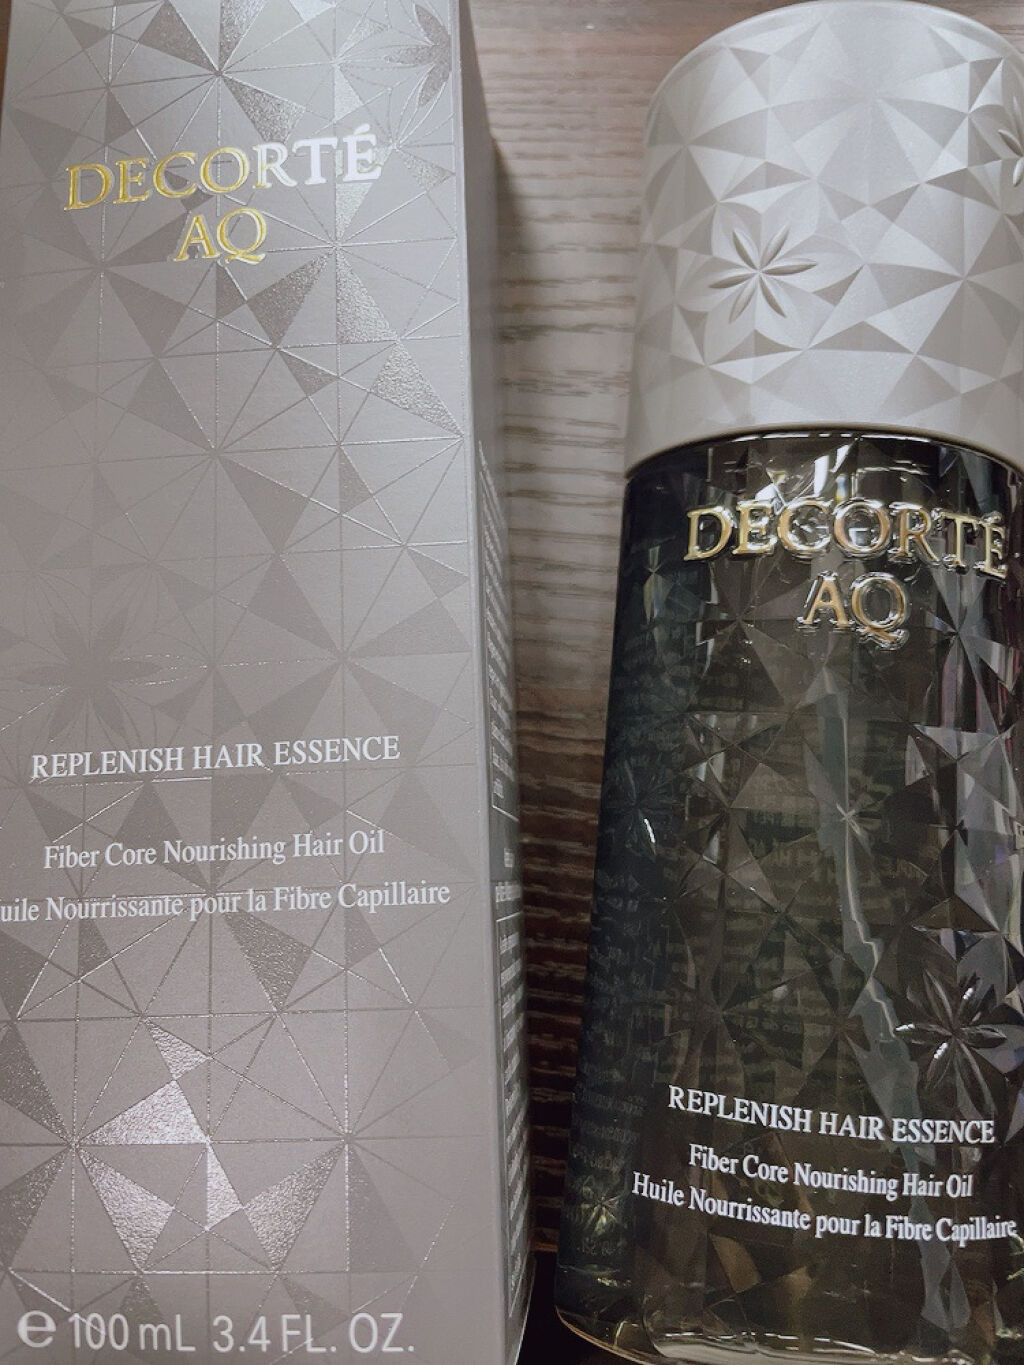 DECORTÉ
AQ
REPLENISH HAIR ESSENCE
Fiber Core Nourishing Hair Oil
uile Nourrissante pour la Fibre Capillaire
e 100 mL 3.4 FL. OZ.
DECORTÉ
AQ
REPLENISH HAIR ESSENCE
Fiber Core Nourishing Hair Oil
Huile Nourrissante pour la Fibre Capillaire